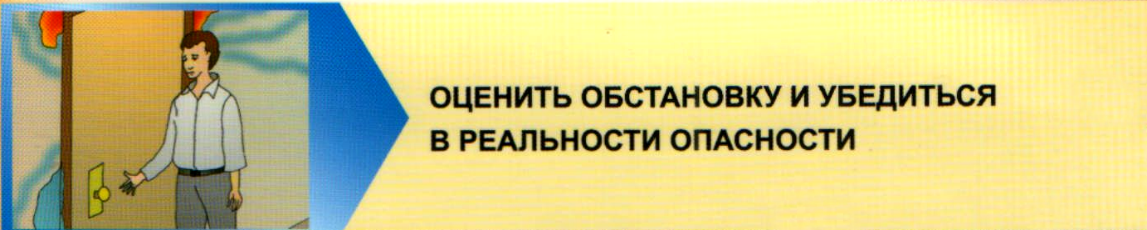 ОЦЕНИТЬ ОБСТАНОВКУ И УБЕДИТЬСЯ
В РЕАЛЬНОСТИ ОПАСНОСТИ